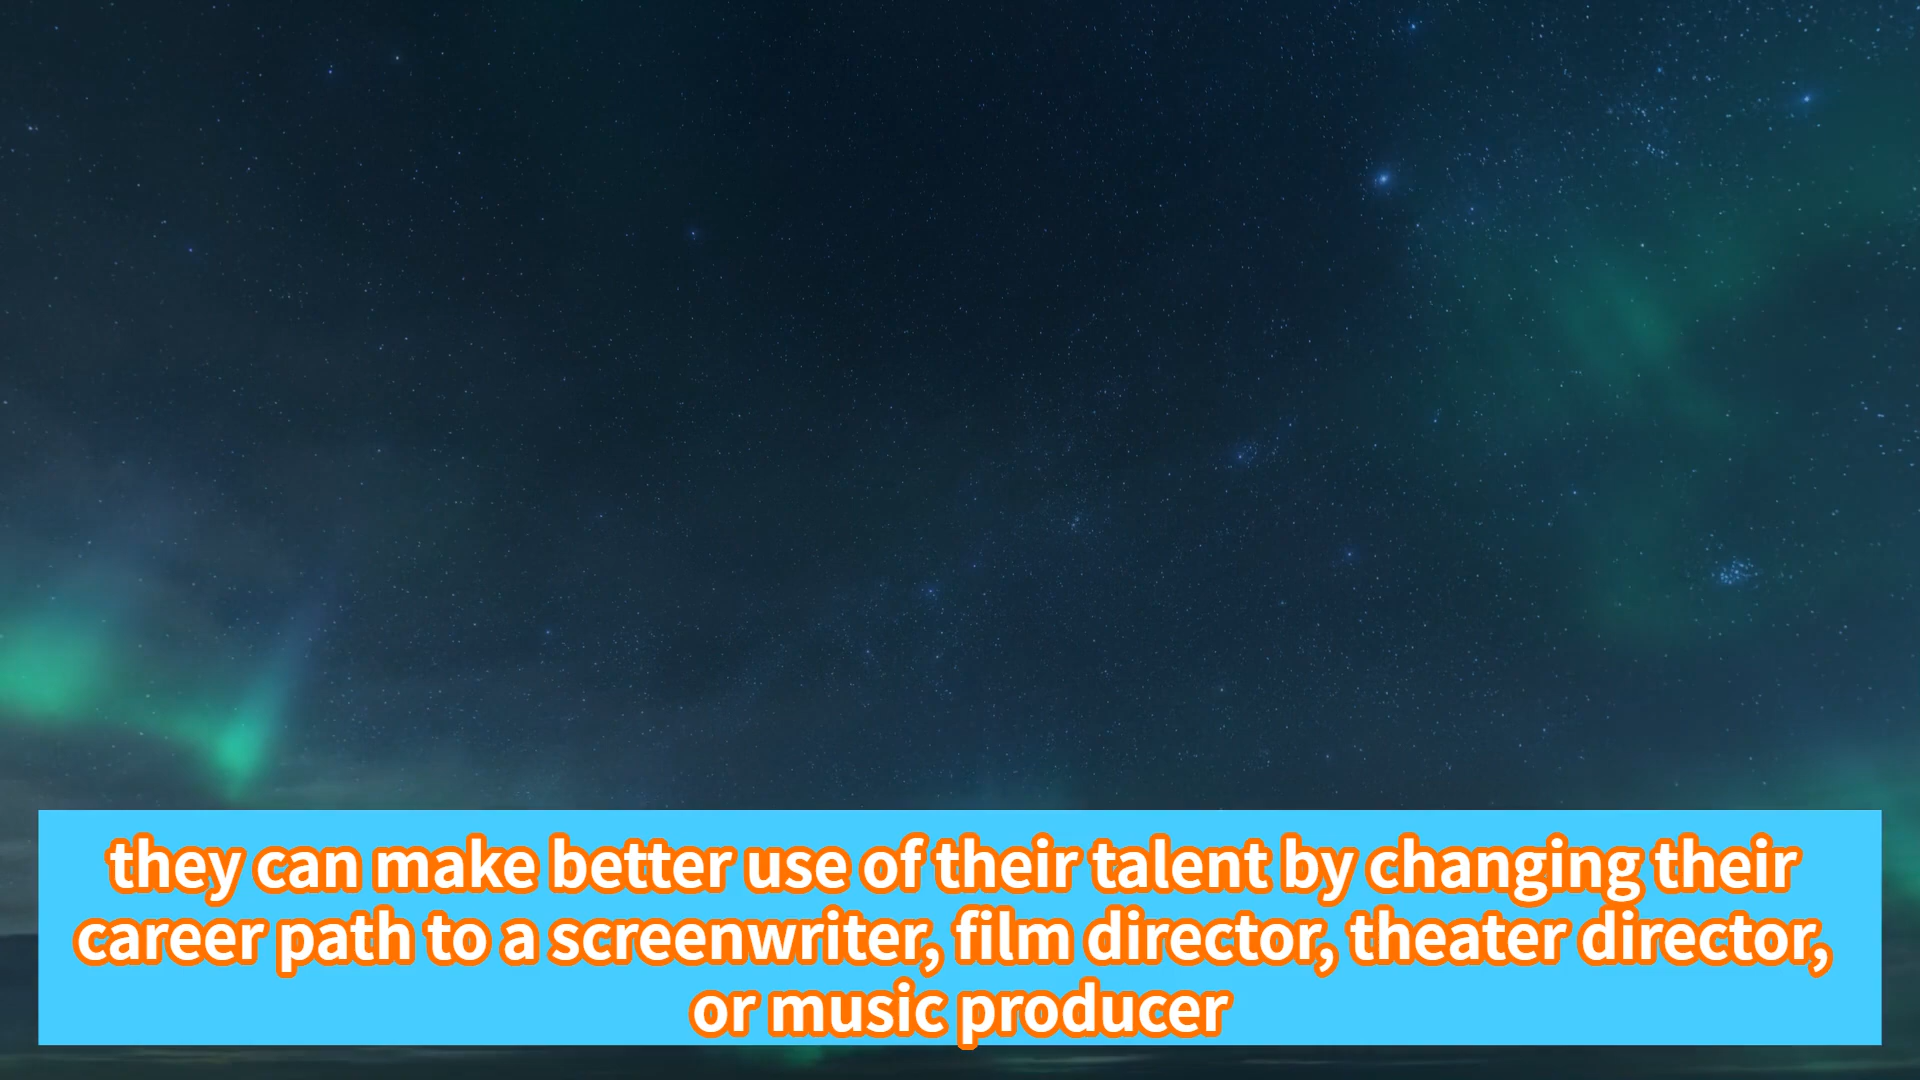 they can make better use of their talent by changing their
career path to a screenwriter, film director, theater director,
or music producer